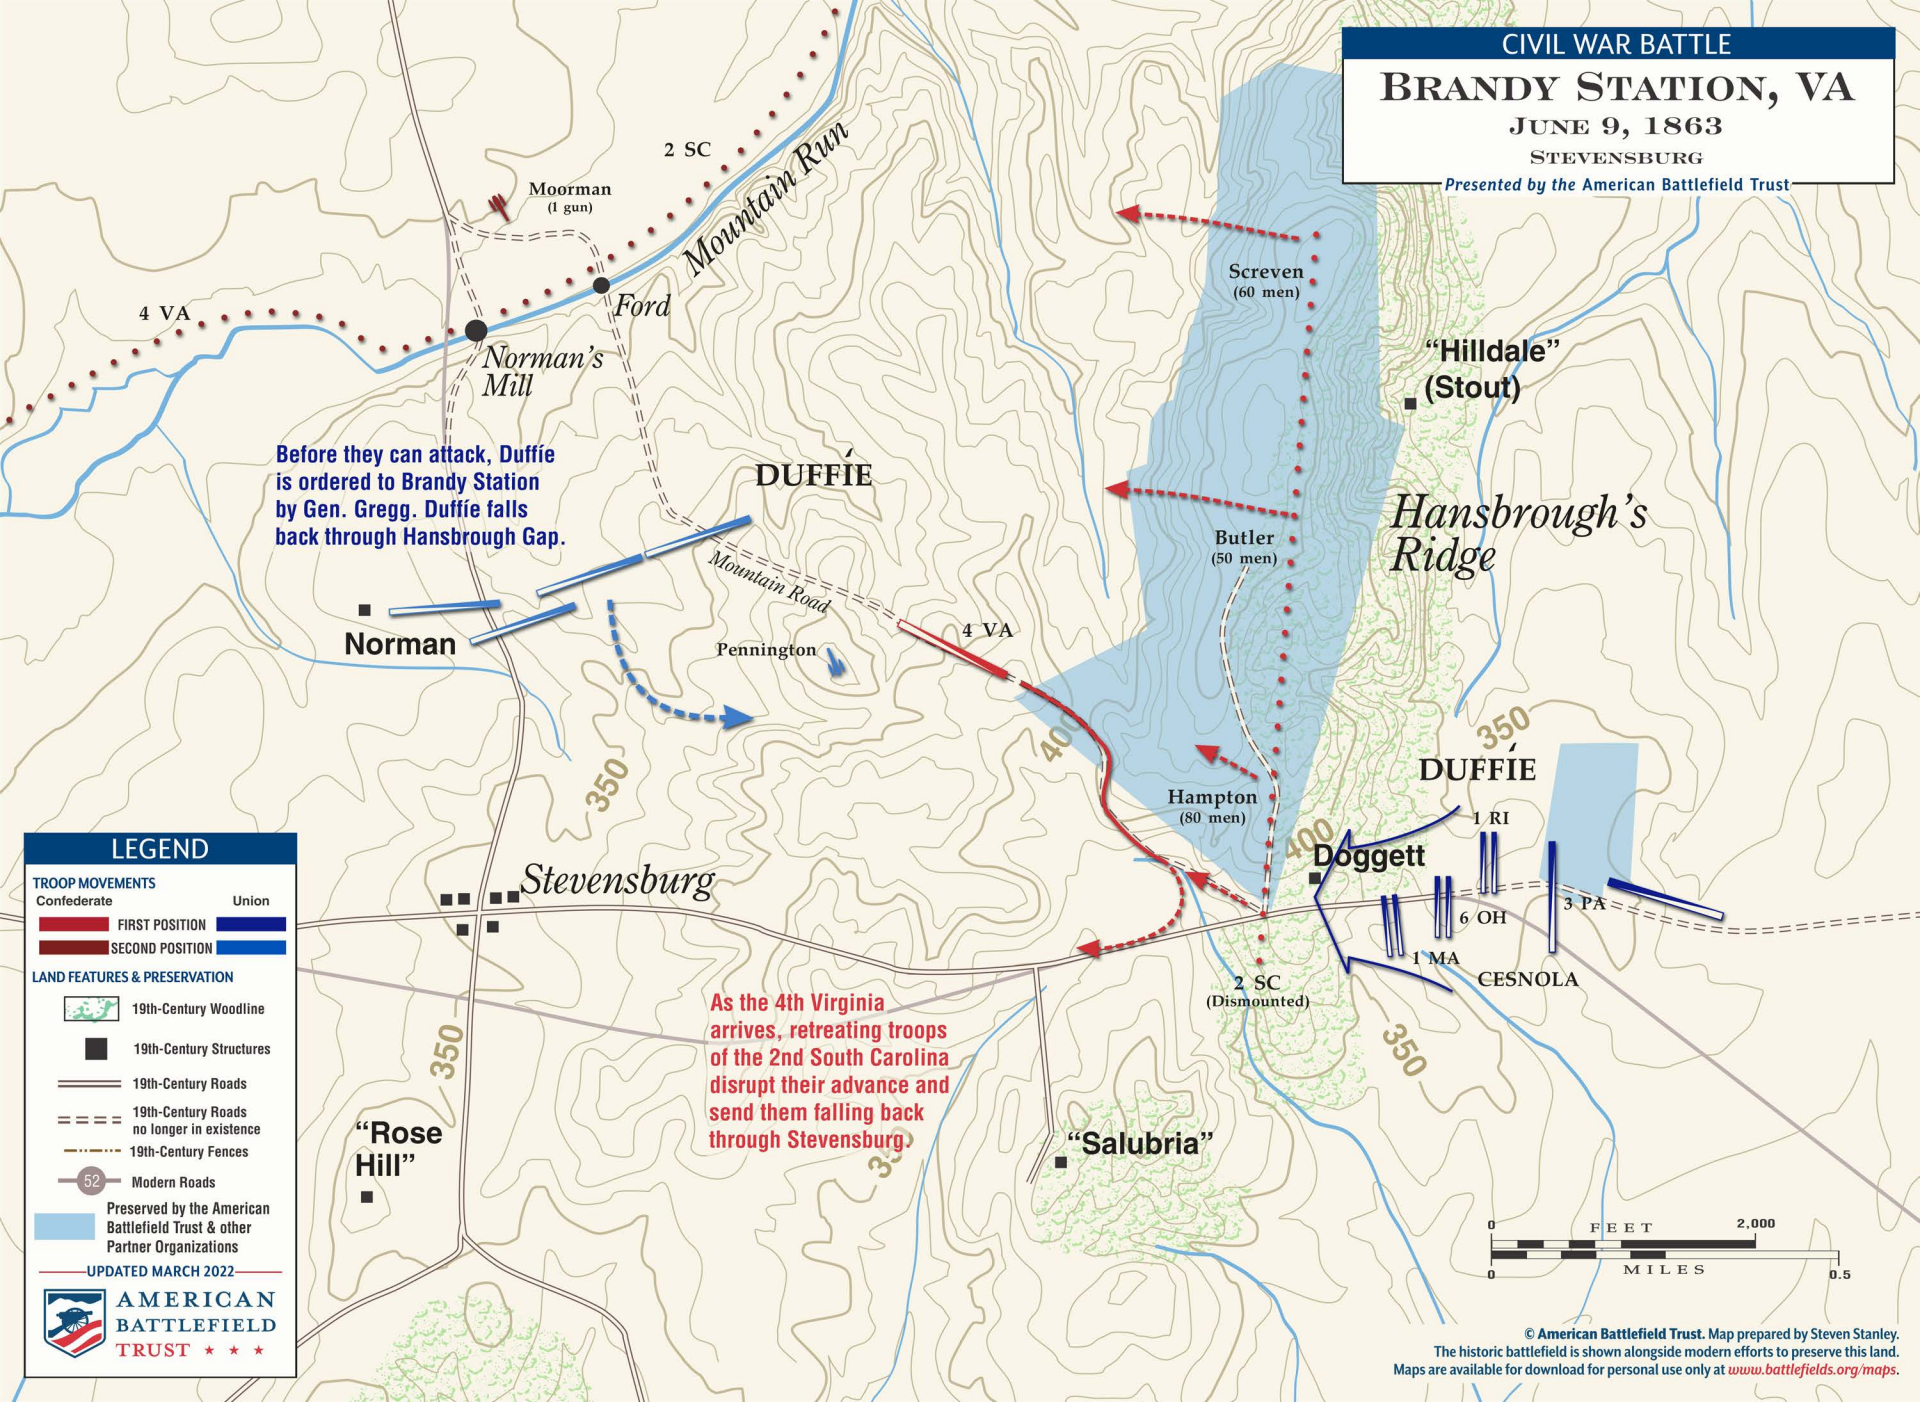 CIVIL WAR BATTLE
BRANDY STATION, VA
JUNE 9, 1863
STEVENSBURG
Presented by the American Battlefield Trust
2 SC
Moorman
(1 gun)
Mountain Run
4 VA
Ford
Norman's
Mill
Screven
(60 men)
"Hilldale"
(Stout)
Before they can attack, Duffíe
is ordered to Brandy Station
by Gen. Gregg. Duffíe falls
back through Hansbrough Gap.
DUFFÍE
Hansbrough's
Ridge
Butler
(50 men)
Mountain Road
Norman
Pennington
4 VA
400
350
350
DUFFÍE
Hampton
(80 men)
1 RI
400
Doggett
3 PA
6 OH
1 MA
CESNOLA
Stevensburg
2 SC
(Dismounted)
As the 4th Virginia
arrives, retreating troops
of the 2nd South Carolina
disrupt their advance and
send them falling back
through Stevensburg.
350
350
350
"Rose
Hill"
"Salubria"
LEGEND
TROOP MOVEMENTS
Confederate Union
FIRST POSITION
SECOND POSITION
LAND FEATURES & PRESERVATION
19th-Century Woodline
19th-Century Structures
19th-Century Roads
19th-Century Roads
no longer in existence
19th-Century Fences
52 Modern Roads
Preserved by the American
Battlefield Trust & other
Partner Organizations
UPDATED MARCH 2022
AMERICAN
BATTLEFIELD
TRUST
0 FEET 2,000
MILES
0 0.5
© American Battlefield Trust. Map prepared by Steven Stanley.
The historic battlefield is shown alongside modern efforts to preserve this land.
Maps are available for download for personal use only at www.battlefields.org/maps.